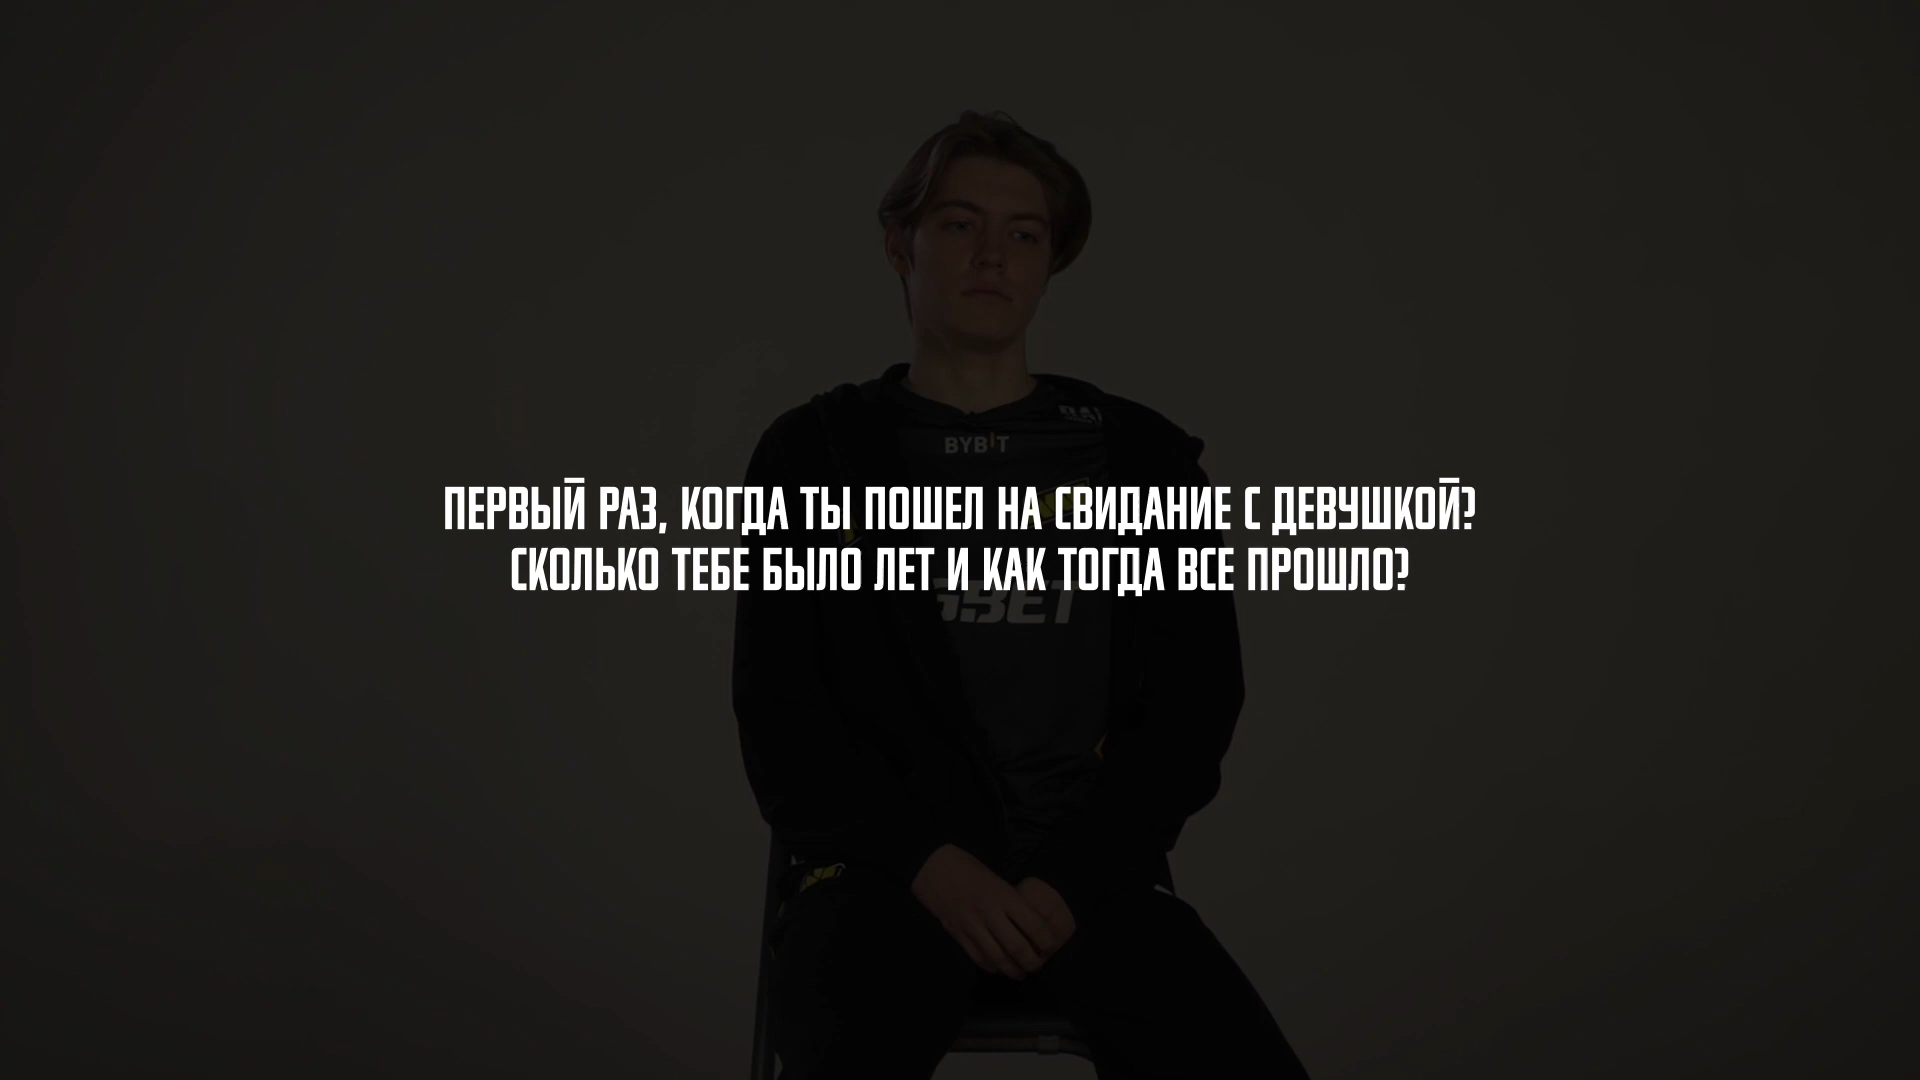 BYBIT
ПЕРВЫЙ РАЗ, КОГДА ТЫ ПОШЕЛ НА СВИДАНИЕ С ДЕВУШКОЙ?
СКОЛЬКО ТЕБЕ БЫЛО ЛЕТ И КАК ТОГДА ВСЕ ПРОШЛО?